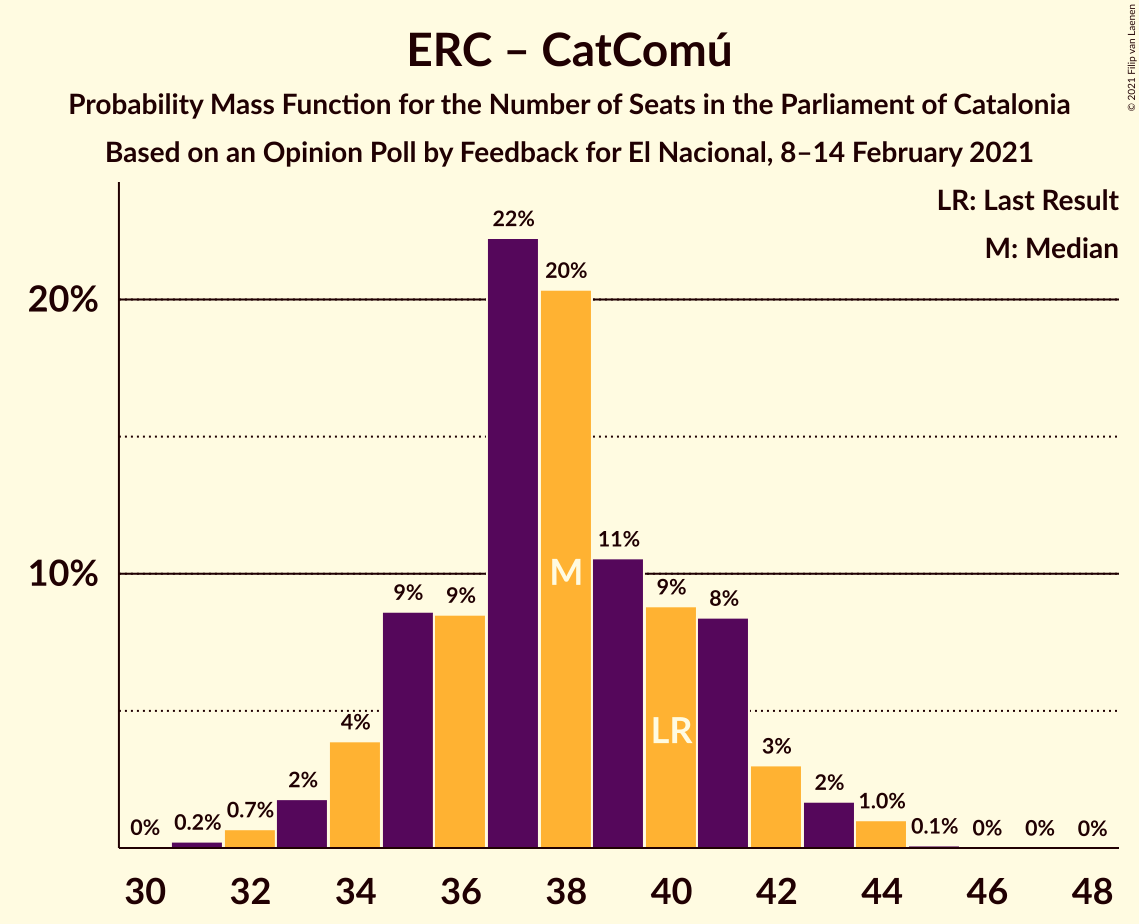 © 2021 Filip van Laenen
ERC – CatComú
Probability Mass Function for the Number of Seats in the Parliament of Catalonia
Based on an Opinion Poll by Feedback for El Nacional, 8–14 February 2021
LR: Last Result
M: Median
20%
10%
0% 0.2% 0.7% 2% 4% 9% 9% 22% 20% 11% 9% 8% 3% 2% 1.0% 0.1% 0% 0% 0%
M
LR
30 32 34 36 38 40 42 44 46 48